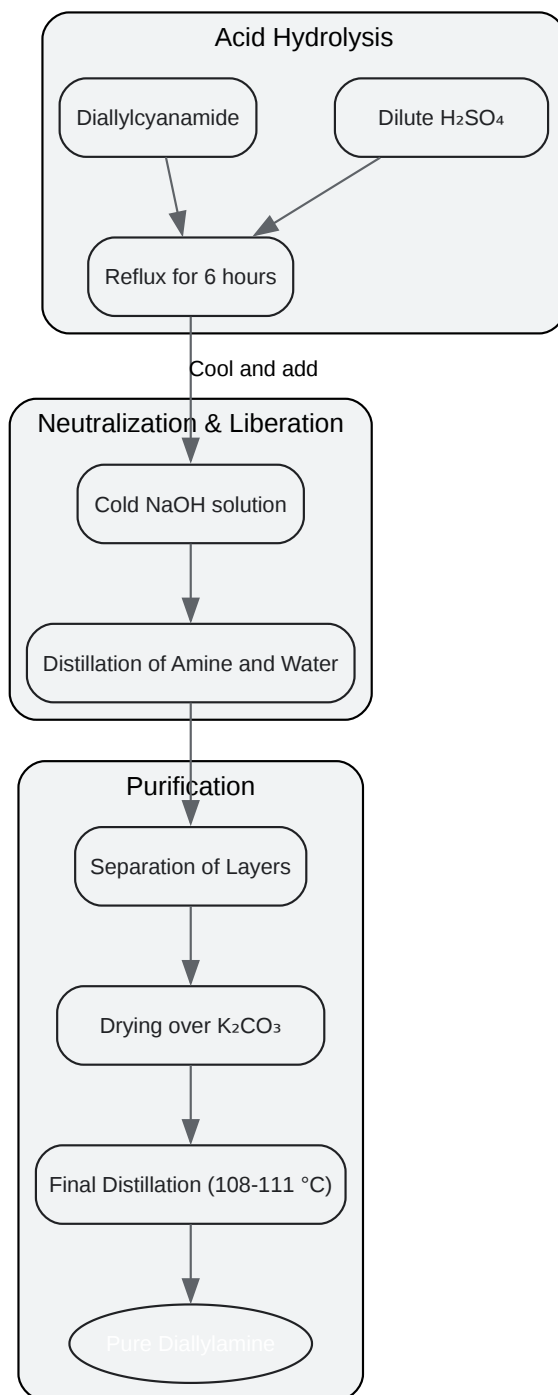 Acid Hydrolysis
Diallylcyanamide
Dilute H₂SO₄
Reflux for 6 hours
Cool and add
Neutralization & Liberation
Cold NaOH solution
Distillation of Amine and Water
Purification
Separation of Layers
Drying over K₂CO₃
Final Distillation (108-111 °C)
Pure Diallylamine